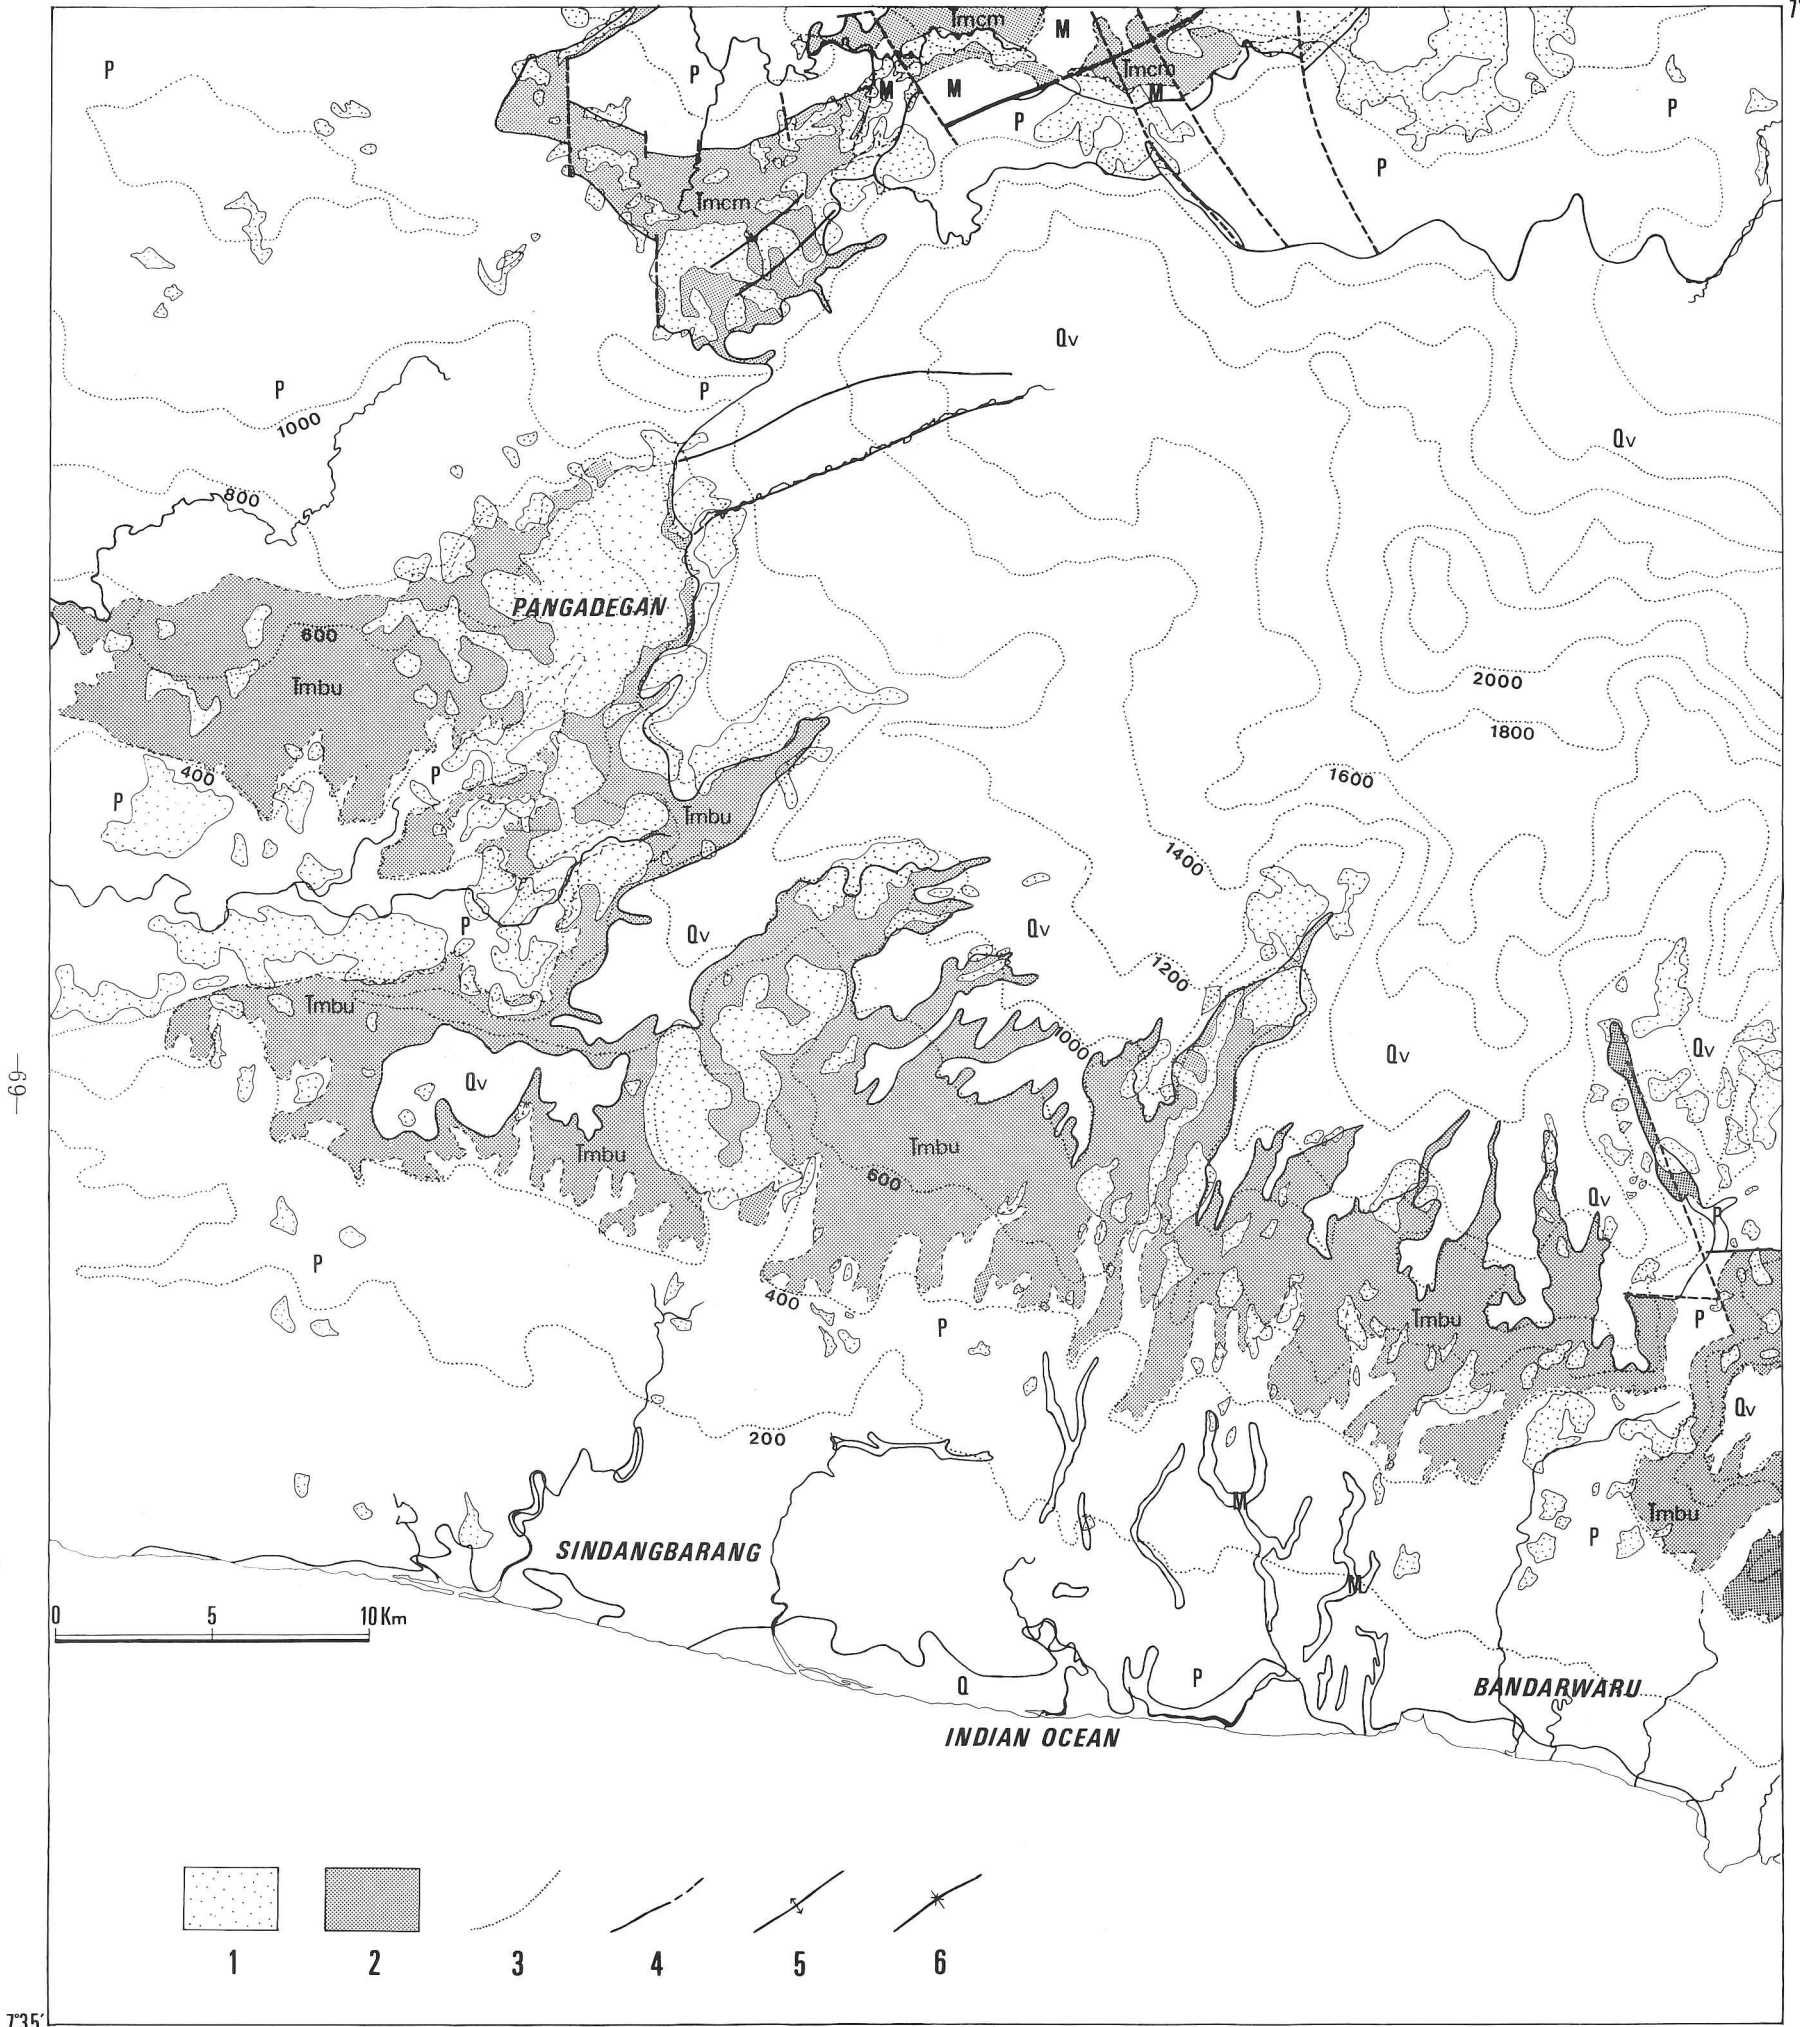 7°
Tmcm
M
P
P
Tmcm
M
M
M
P
P
P
Tmcm
Qv
P
P
1000
Qv
800
PANGADEGAN
600
Tmbu
2000
1800
400
P
P
1600
Tmbu
1400
P
Qv
Qv
1200
Tmbu
1000
Qv
Qv
—69—
Qv
Tmbu
Tmbu
600
Qv
P
P
400
P
Tmbu
P
200
Qv
M
Tmbu
P
SINDANGBARANG
M
0 5 10 Km
P
Q
BANDARWARU
INDIAN OCEAN
1 2 3 4 5 6
7°35'